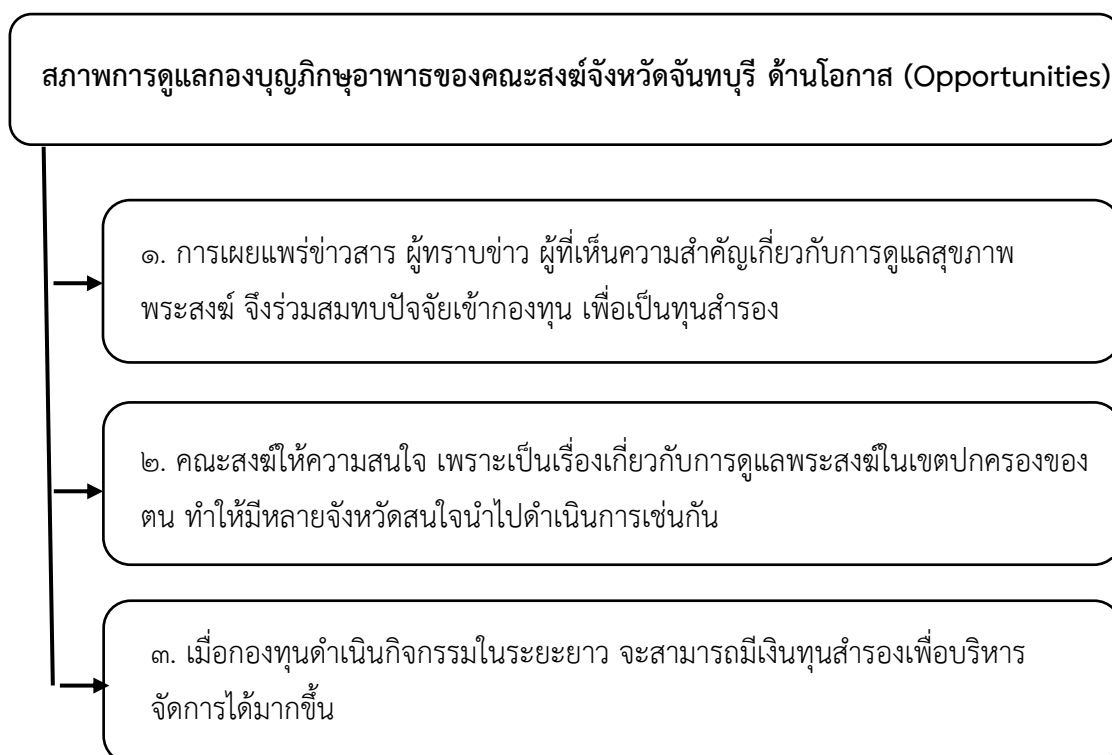 สภาพการดูแลกองบุญภิกษุอาพาธของคณะสงฆ์จังหวัดจันทบุรี ด้านโอกาส (Opportunities)
๑. การเผยแพร่ข่าวสาร ผู้ทราบข่าว ผู้ที่เห็นความสำคัญเกี่ยวกับการดูแลสุขภาพ
พระสงฆ์ จึงร่วมสมทบปัจจัยเข้ากองทุน เพื่อเป็นทุนสำรอง
๒. คณะสงฆ์ให้ความสนใจ เพราะเป็นเรื่องเกี่ยวกับการดูแลพระสงฆ์ในเขตปกครองของ
ตน ทำให้มีหลายจังหวัดสนใจนำไปดำเนินการเช่นกัน
๓. เมื่อกองทุนดำเนินกิจกรรมในระยะยาว จะสามารถมีเงินทุนสำรองเพื่อบริหาร
จัดการได้มากขึ้น